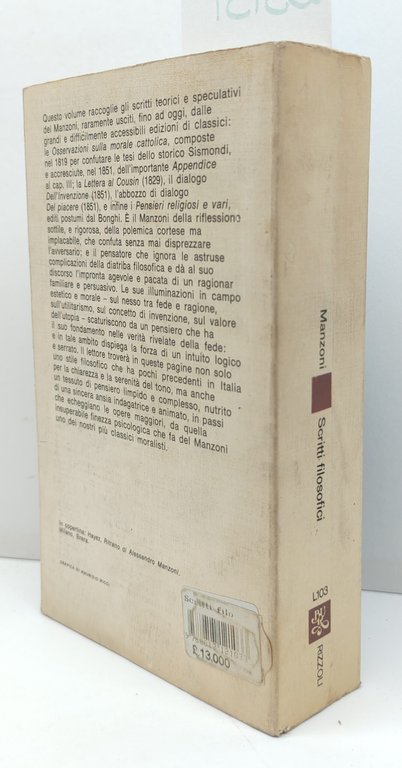 Questo volume raccoglie gli scritti teorici e speculativi
del Manzoni, raramente usciti, fino ad oggi, dalle
grandi e difficilmente accessibili edizioni di classici:
le Osservazioni sulla morale cattolica, composte
nel 1819 per confutare le tesi dello storico Sismondi,
e accresciute, nel 1851, dell'importante Appendice
al cap. III; la Lettera al Cousin (1829), il dialogo
Dell'Invenzione (1851), l'abbozzo di dialogo
Del piacere (1851), e infine i Pensieri religiosi e vari,
editi postumi dal Bonghi. È il Manzoni della riflessione
sottile, e rigorosa, della polemica cortese ma
implacabile, che confuta senza mai disprezzare
l'avversario; e il pensatore che ignora le astruse
complicazioni della diatriba filosofica e dà al suo
discorso l'impronta agevole e pacata di un ragionar
familiare e persuasivo. Le sue illuminazioni in campo
estetico e morale – sul nesso tra fede e ragione,
sull'utilitarismo, sul concetto di invenzione, sul valore
dell'utopia – scaturiscono da un pensiero che ha
il suo fondamento nelle verità rivelate della fede:
e in tale ambito dispiega la forza di un intuito logico
e serrato. Il lettore troverà in queste pagine non solo
uno stile filosofico che ha pochi precedenti in Italia
per la chiarezza e la serenità del tono, ma anche
un tessuto di pensiero limpido e complesso, nutrito
di una sincera ansia indagatrice e animato, in passi
che echeggiano le opere maggiori, da quella
insuperabile finezza psicologica che fa del Manzoni
uno dei nostri più classici moralisti.
In copertina: Hayez, Ritratto di Alessandro Manzoni,
Milano, Brera.
GRAFICA DI MAURIZIO RICCI
Scritti filo
£ 13.000
Manzoni
Scritti filosofici
L103
RIZZOLI